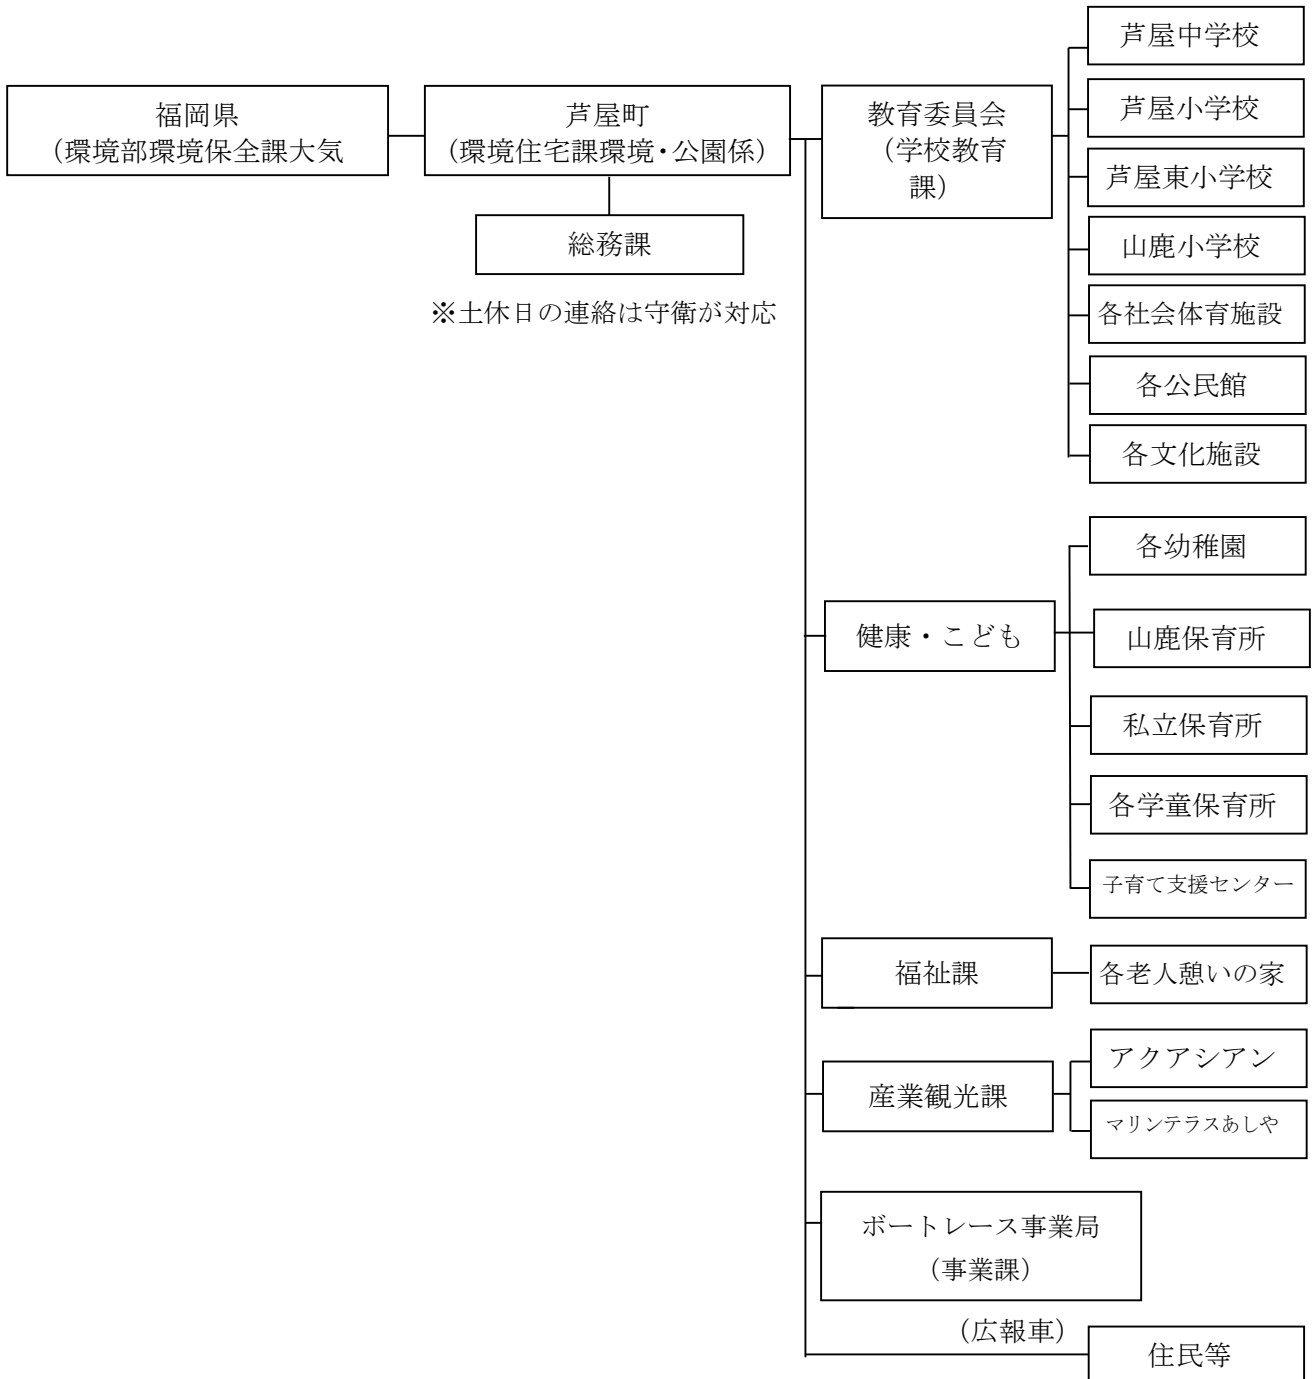 福岡県
（環境部環境保全課大気
芦屋町
（環境住宅課環境・公園係）
総務課
※土休日の連絡は守衛が対応
教育委員会
（学校教育
課）
芦屋中学校
芦屋小学校
芦屋東小学校
山鹿小学校
各社会体育施設
各公民館
各文化施設
健康・こども
各幼稚園
山鹿保育所
私立保育所
各学童保育所
子育て支援センター
福祉課
各老人憩いの家
産業観光課
アクアシアン
マリンテラスあしや
ボートレース事業局
（事業課）
（広報車）
住民等